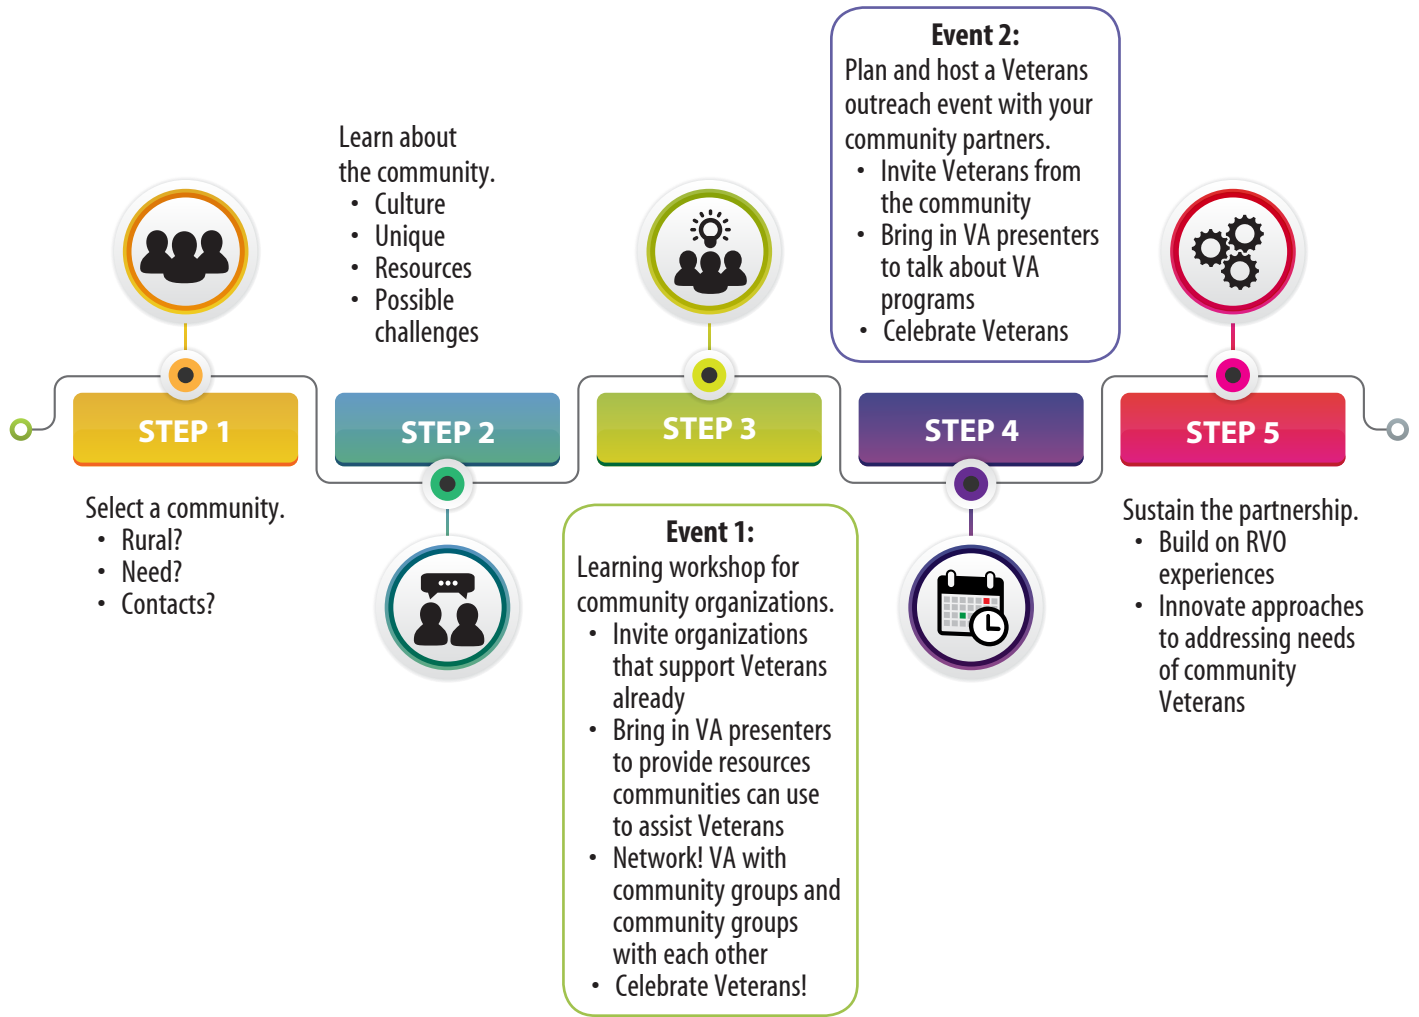 STEP 1
Select a community.
• Rural?
• Need?
• Contacts?
Learn about
the community.
• Culture
• Unique
• Resources
• Possible
challenges
STEP 2
STEP 3
Event 1:
Learning workshop for
community organizations.
• Invite organizations
that support Veterans
already
• Bring in VA presenters
to provide resources
communities can use
to assist Veterans
• Network! VA with
community groups and
community groups
with each other
• Celebrate Veterans!
Event 2:
Plan and host a Veterans
outreach event with your
community partners.
• Invite Veterans from
the community
• Bring in VA presenters
to talk about VA
programs
• Celebrate Veterans
STEP 4
STEP 5
Sustain the partnership.
• Build on RVO
experiences
• Innovate approaches
to addressing needs
of community
Veterans